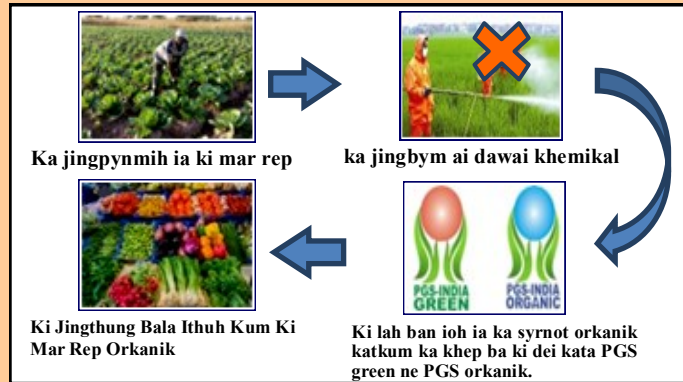 Ka jingpynmih ia ki mar rep
ka jingbym ai dawai khemikal
PGS-INDIA
GREEN
PGS-INDIA
ORGANIC
Ki lah ban ioh ia ka syrnot orkanik
katkum ka khep ba ki dei kata PGS
green ne PGS orkanik.
Ki Jingthung Bala Ithuh Kum Ki
Mar Rep Orkanik